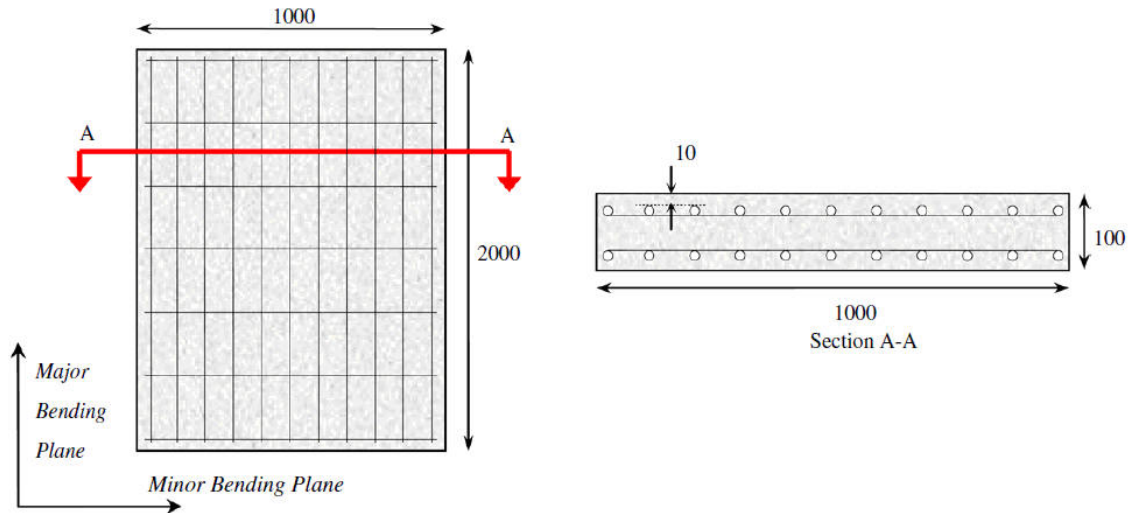 1000
A
A
2000
Major
Bending
Plane
Minor Bending Plane
10
100
1000
Section A-A